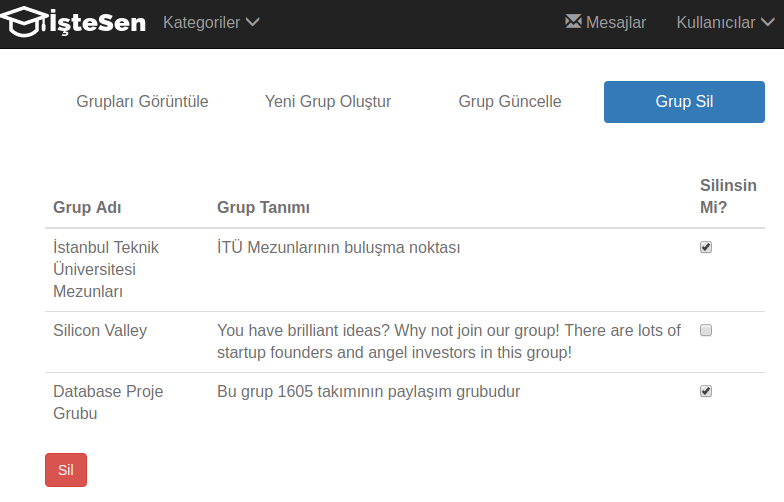 işteSen Kategoriler Mesajlar Kullanıcılar
Grupları Görüntüle Yeni Grup Oluştur Grup Güncelle Grup Sil
Silinsin
Grup Adı Grup Tanımı Mi?
İstanbul Teknik İTÜ Mezunlarının buluşma noktası
Üniversitesi
Mezunları
Silicon Valley You have brilliant ideas? Why not join our group! There are lots of
startup founders and angel investors in this group!
Database Proje Bu grup 1605 takımının paylaşım grubudur
Grubu
Sil